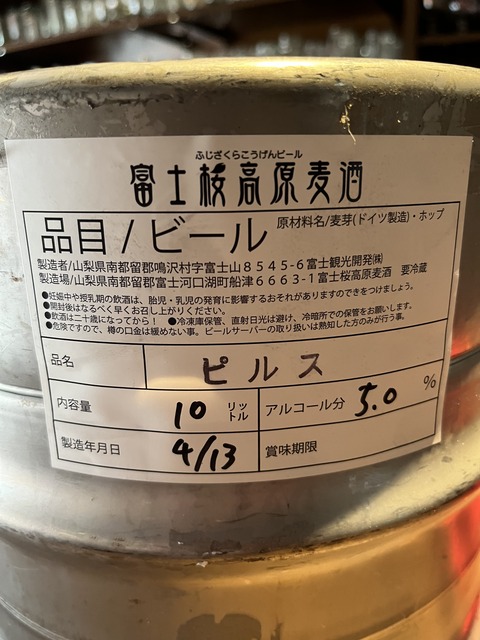 ふじざくらこうげんビール
富士桜高原麦酒
品目/ビール 原材料名/麦芽(ドイツ製造)・ホップ
製造者/山梨県南都留郡鳴沢村字富士山8545-6富士観光開発㈱
製造場/山梨県南都留郡富士河口湖町船津6663-1富士桜高原麦酒 要冷蔵
●妊娠中や授乳期の飲酒は、胎児・乳児の発育に影響するおそれがありますのできをつけましょう。
●開封後はなるべく早くお召し上がりください。
●飲酒は二十歳になってから! ●冷凍庫保管、直射日光は避け、冷暗所での保管をお願いします。
●危険ですので、樽の口金は緩めない事。ビールサーバーの取り扱いは熟知した方のみが行う事。
品名 ピルス
内容量 10 リットル アルコール分 5.0 %
製造年月日 4/13 賞味期限